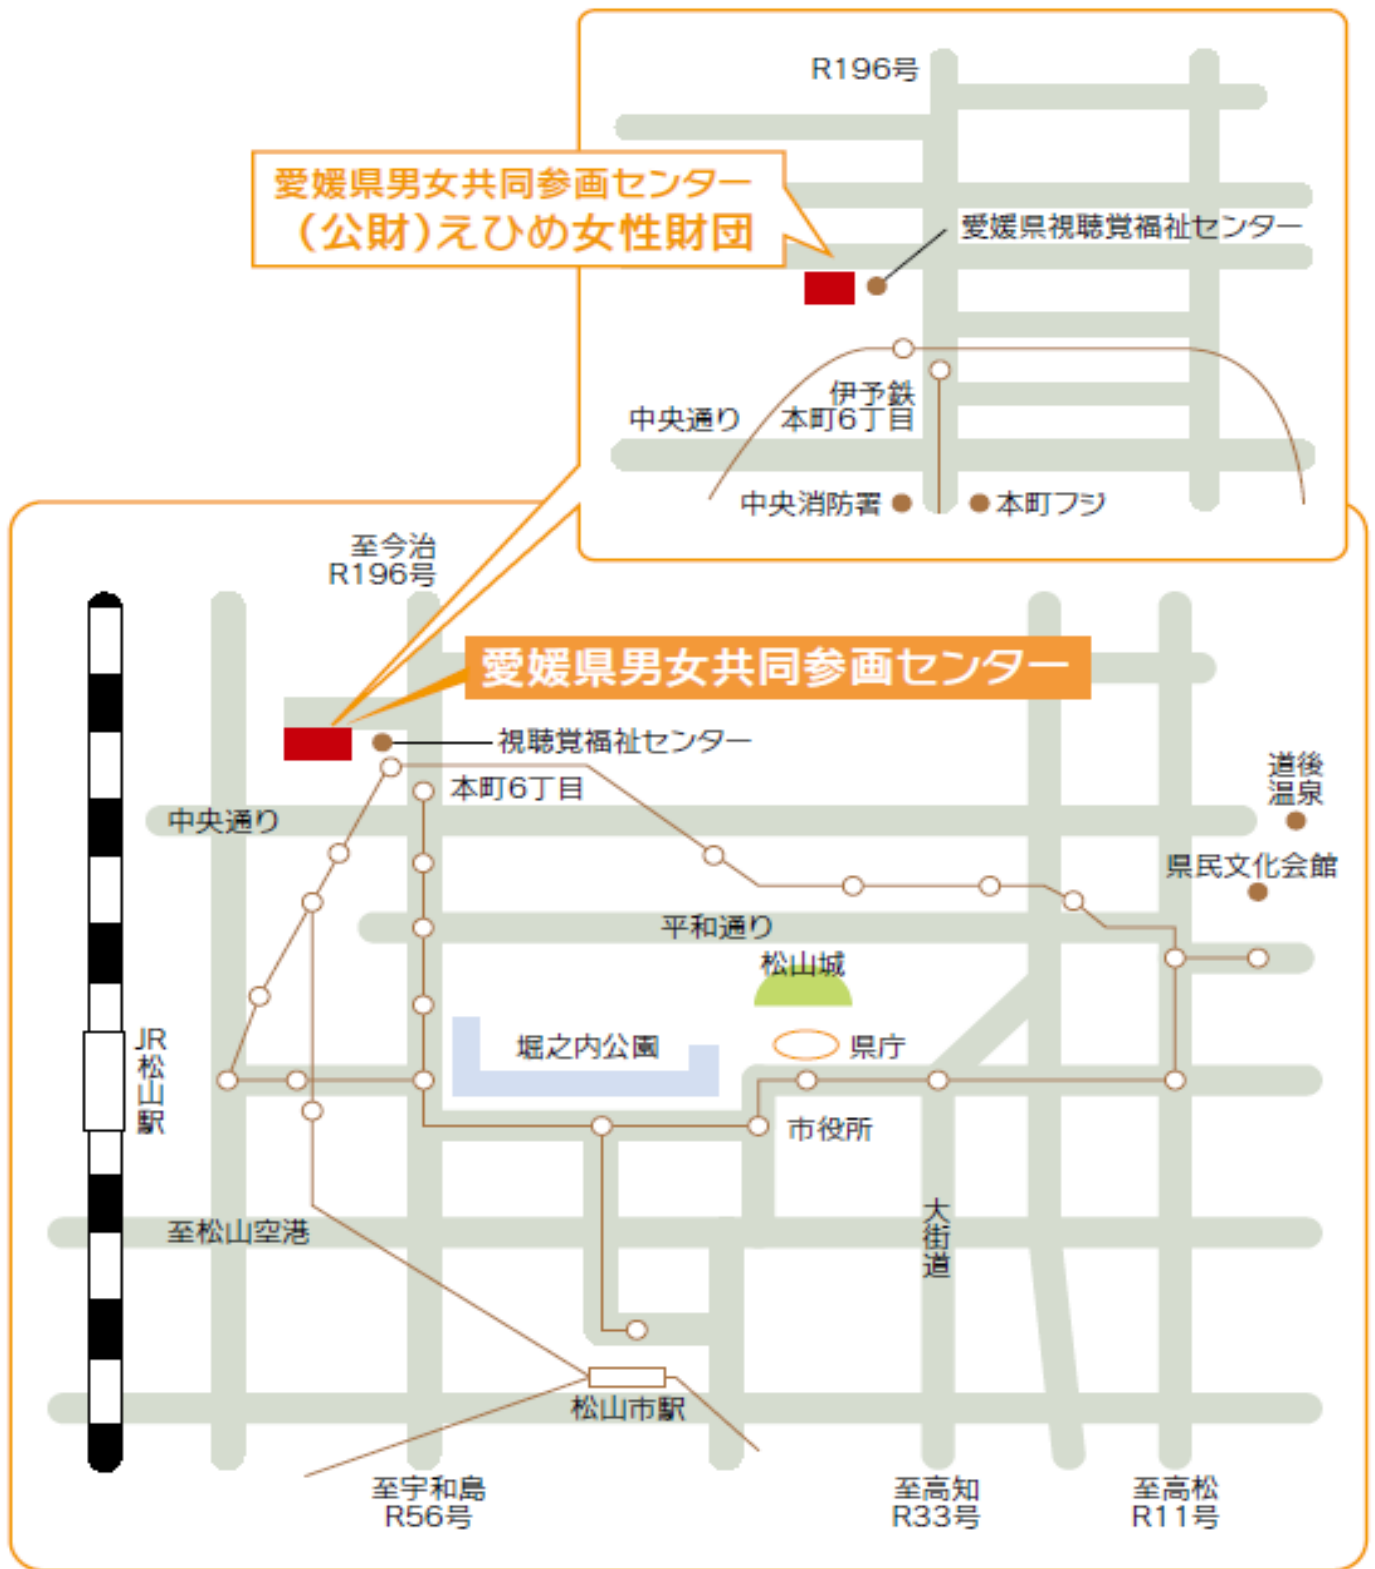 R196号
愛媛県男女共同参画センター
(公財)えひめ女性財団
愛媛県視聴覚福祉センター
伊予鉄
本町6丁目
中央通り
中央消防署
本町フジ
至今治
R196号
愛媛県男女共同参画センター
視聴覚福祉センター
本町6丁目
道後
温泉
中央通り
県民文化会館
平和通り
松山城
JR松山駅
堀之内公園
県庁
市役所
大街道
至松山空港
松山市駅
至宇和島
R56号
至高知
R33号
至高松
R11号